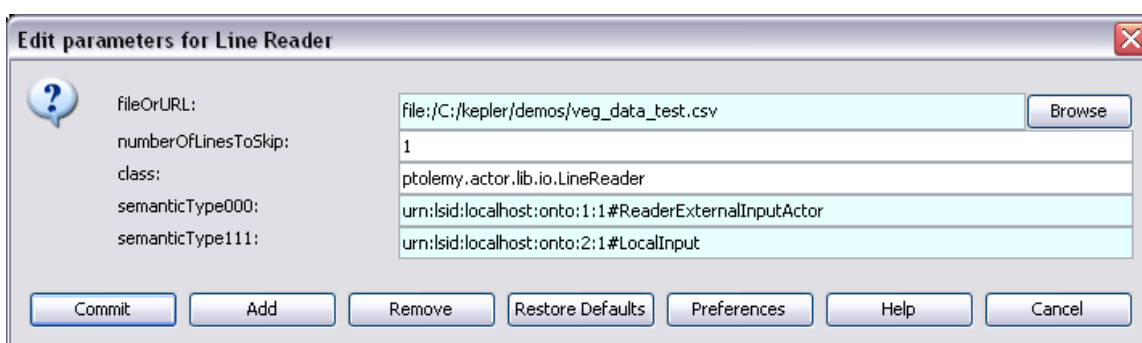 Edit parameters for Line Reader
fileOrURL: file:/C:/kepler/demos/veg_data_test.csv Browse
numberOfLinesToSkip: 1
class: ptolemy.actor.lib.io.LineReader
semanticType000: urn:lsid:localhost:onto:1:1#ReaderExternalInputActor
semanticType111: urn:lsid:localhost:onto:2:1#LocalInput
Commit Add Remove Restore Defaults Preferences Help Cancel